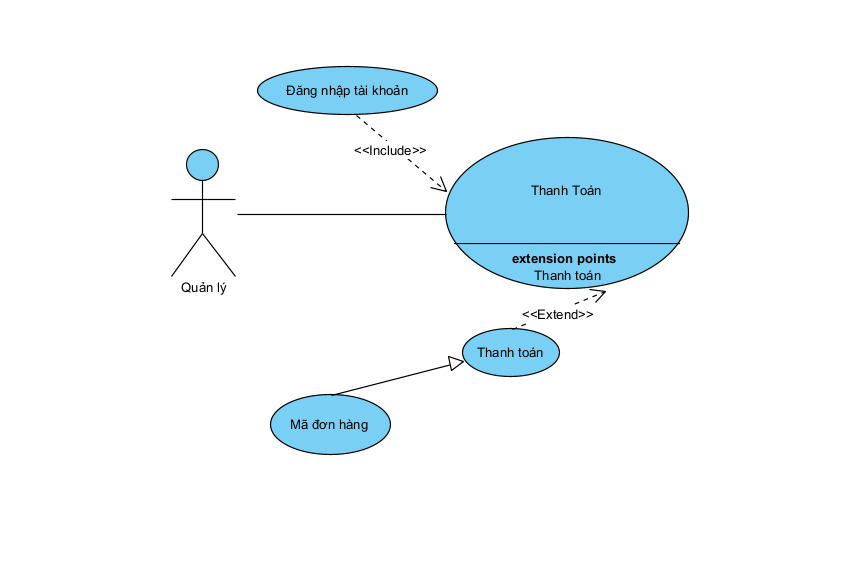 Đăng nhập tài khoản
<<Include>>
Thanh Toán
extension points
Thanh toán
Quản lý
<<Extend>>
Thanh toán
Mã đơn hàng